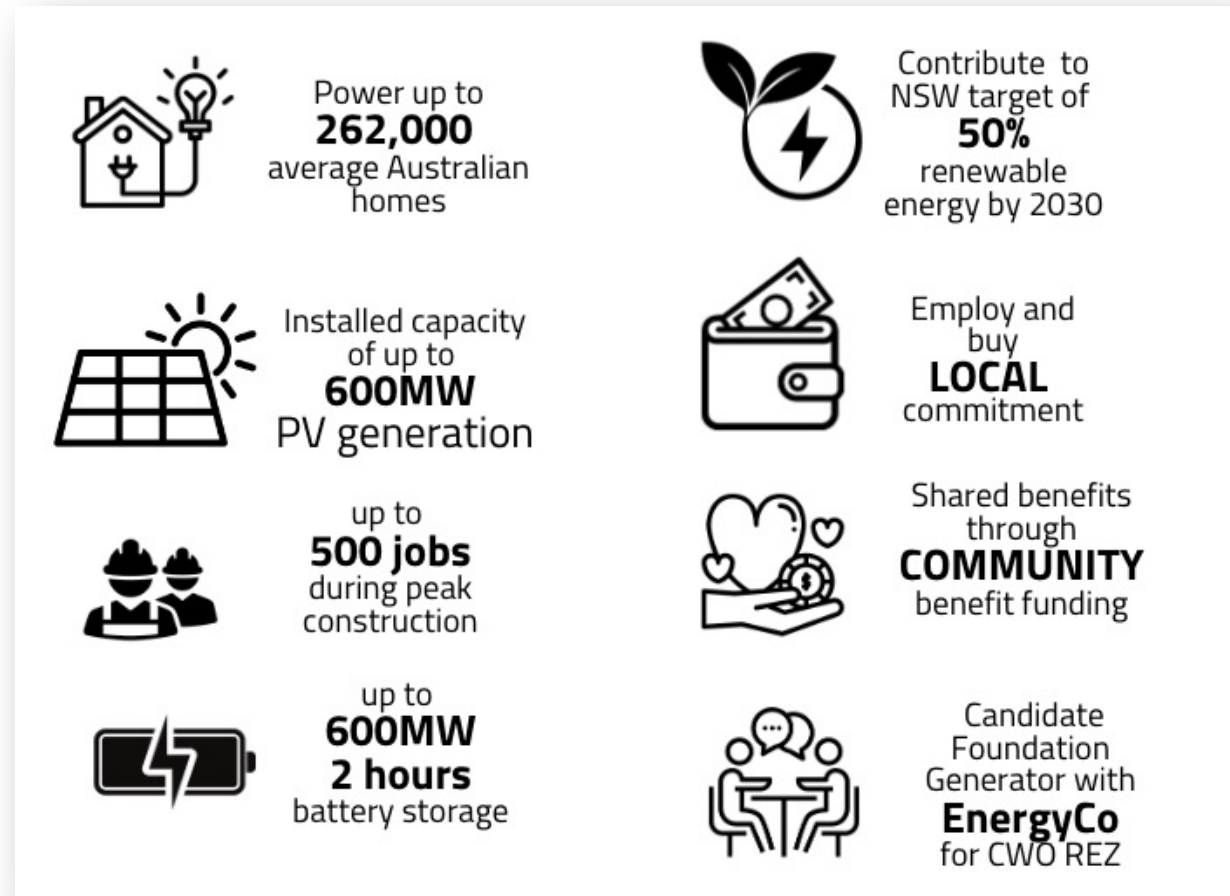 Power up to
262,000
average Australian
homes
Installed capacity
of up to
600MW
PV generation
up to
500 jobs
during peak
construction
up to
600MW
2 hours
battery storage
Contribute to
NSW target of
50%
renewable
energy by 2030
Employ and
buy
LOCAL
commitment
Shared benefits
through
COMMUNITY
benefit funding
$
Candidate
Foundation
Generator with
EnergyCo
for CWO REZ